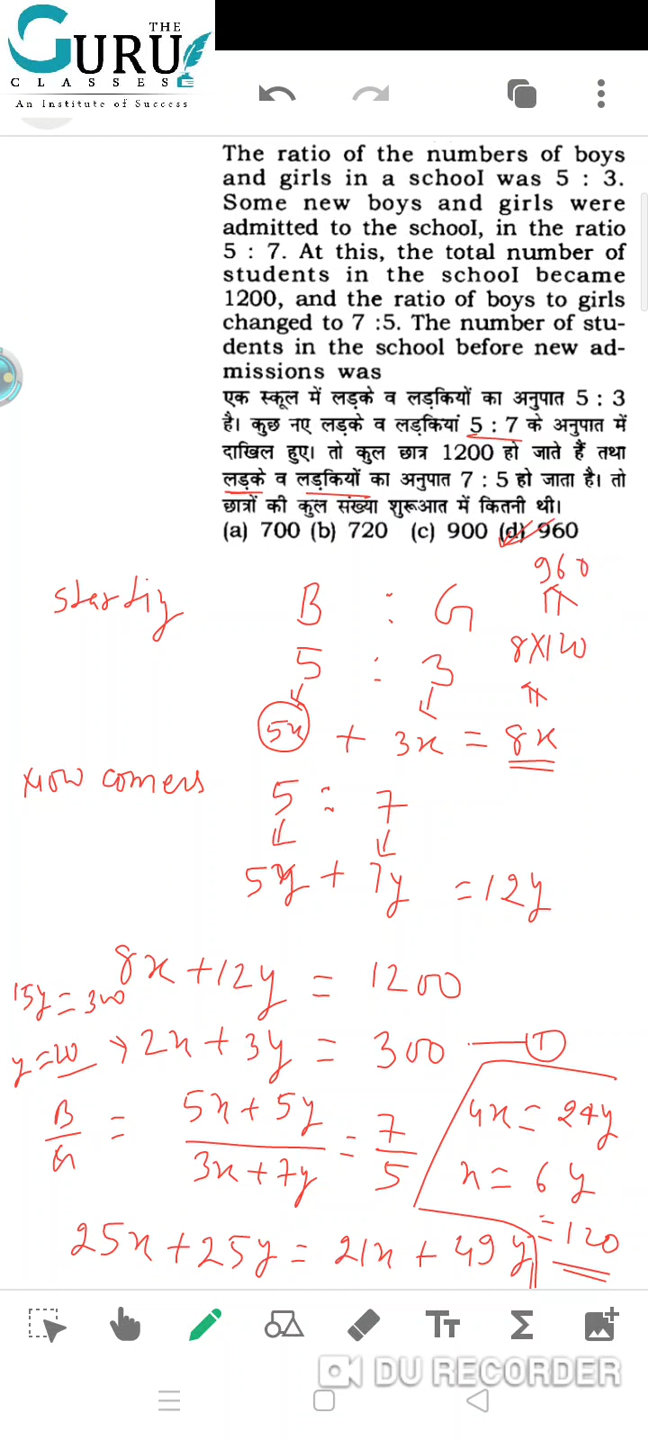 THE
GURU
CLASSES
An Institute of Success
The ratio of the numbers of boys
and girls in a school was 5 : 3.
Some new boys and girls were
admitted to the school, in the ratio
5 : 7. At this, the total number of
students in the school became
1200, and the ratio of boys to girls
changed to 7 :5. The number of stu-
dents in the school before new ad-
missions was
एक स्कूल में लड़के व लड़कियों का अनुपात 5 : 3
है। कुछ नए लड़के व लड़कियां 5 : 7 के अनुपात में
दाखिल हुए। तो कुल छात्र 1200 हो जाते हैं तथा
लड़के व लड़कियों का अनुपात 7 : 5 हो जाता है। तो
छात्रों की कुल संख्या शुरूआत में कितनी थी।
(a) 700 (b) 720 (c) 900 (d) 960
960
B : G
8x120
5 : 3
5x + 3x = 8x
comers
5 : 7
5y + 7y = 12y
8x + 12y = 1200
15y = 300
y = 20
2x + 3y = 300 — 1
B/G = (5x + 5y)/(3x + 7y) = 7/5
4x = 24y
x = 6y
= 120
25x + 25y = 21x + 49y
Tт
Σ
DU RECORDER